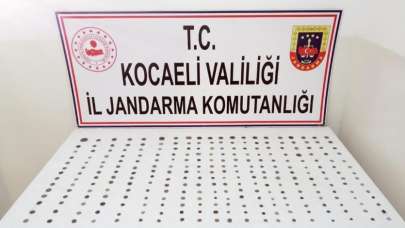 T.C.
KOCAELİ VALİLİĞİ
İL JANDARMA KOMUTANLIĞI